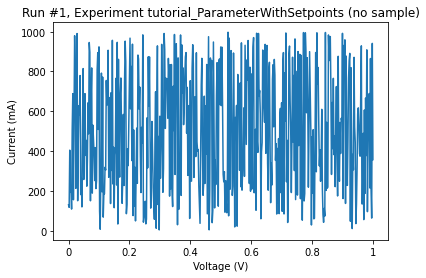 Run #1, Experiment tutorial_ParameterWithSetpoints (no sample)
1000
800
600
400
200
0
Current (mA)
0 0.2 0.4 0.6 0.8 1
Voltage (V)